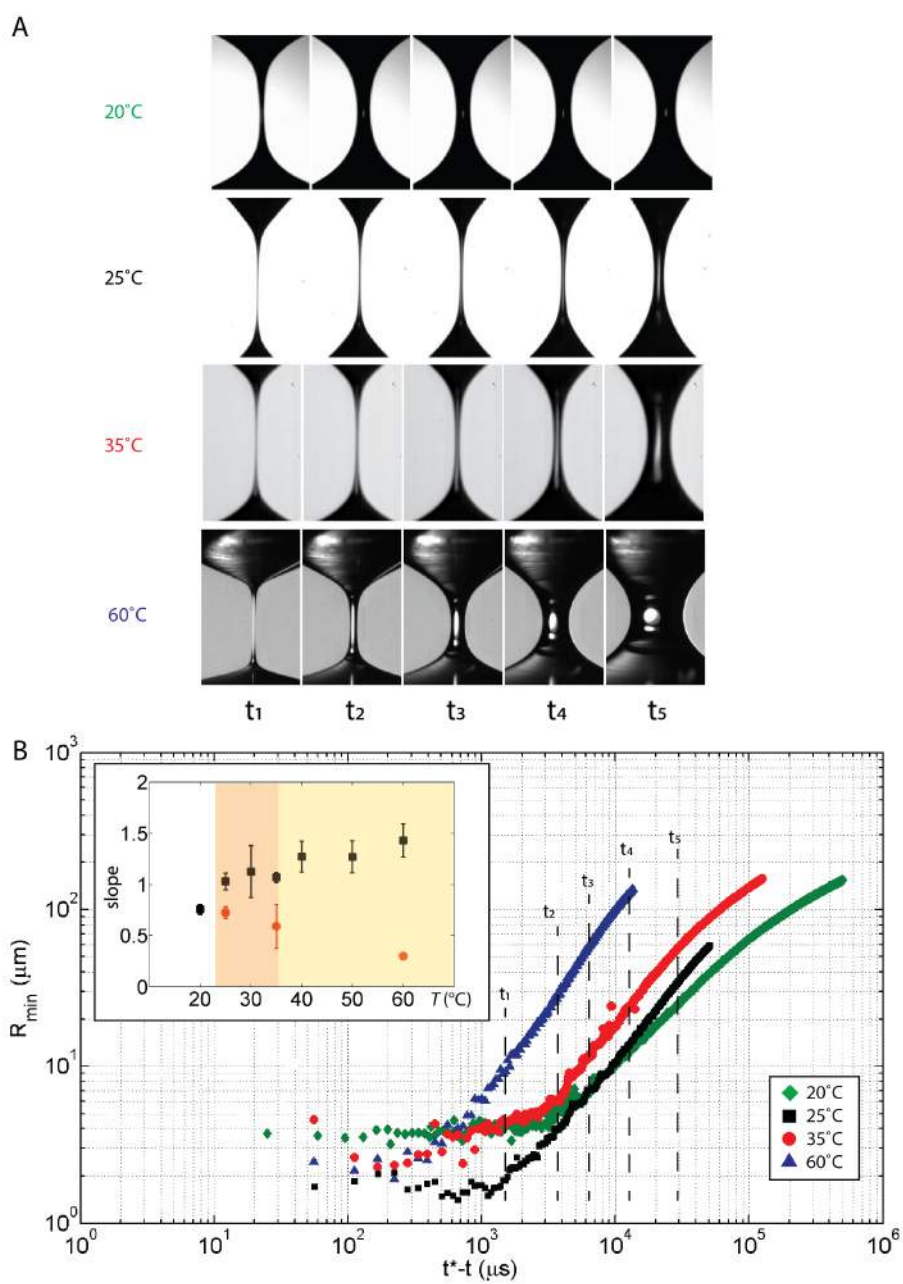 A
20°C
25°C
35°C
60°C
t1 t2 t3 t4 t5
B
10³
10²
10¹
10⁰
Rmin (μm)
2
1.5
1
0.5
0
slope
20 30 40 50 60 T (°C)
t1
t2
t3
t4
t5
20°C
25°C
35°C
60°C
10⁰ 10¹ 10² 10³ 10⁴ 10⁵ 10⁶
t*-t (μs)